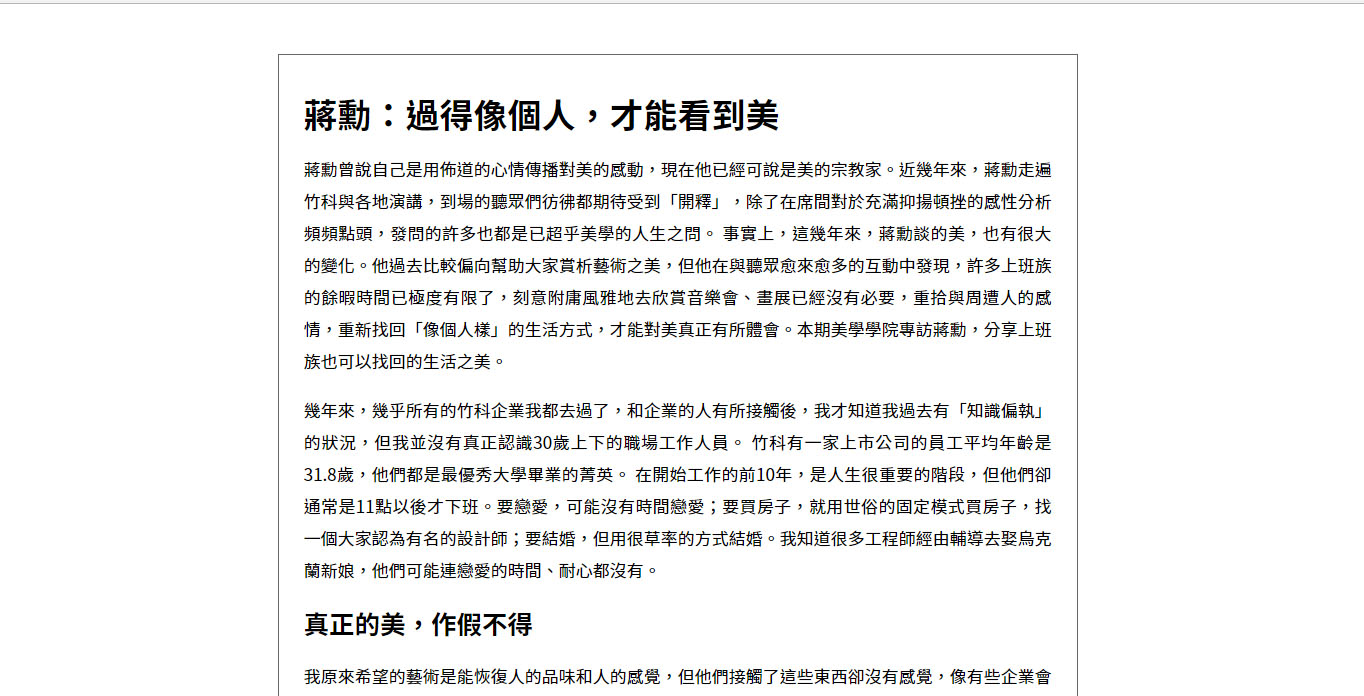 蔣勳：過得像個人，才能看到美
蔣勳曾說自己是用佈道的心情傳播對美的感動，現在他已經可說是美的宗教家。近幾年來，蔣勳走遍
竹科與各地演講，到場的聽眾們彷彿都期待受到「開釋」，除了在席間對於充滿抑揚頓挫的感性分析
頻頻點頭，發問的許多也都是已超乎美學的人生之問。 事實上，這幾年來，蔣勳談的美，也有很大
的變化。他過去比較偏向幫助大家賞析藝術之美，但他在與聽眾愈來愈多的互動中發現，許多上班族
的餘暇時間已極度有限了，刻意附庸風雅地去欣賞音樂會、畫展已經沒有必要，重拾與周遭人的感
情，重新找回「像個人樣」的生活方式，才能對美真正有所體會。本期美學學院專訪蔣勳，分享上班
族也可以找回的生活之美。
幾年來，幾乎所有的竹科企業我都去過了，和企業的人有所接觸後，我才知道我過去有「知識偏執」
的狀況，但我並沒有真正認識30歲上下的職場工作人員。 竹科有一家上市公司的員工平均年齡是
31.8歲，他們都是最優秀大學畢業的菁英。 在開始工作的前10年，是人生很重要的階段，但他們卻
通常是11點以後才下班。要戀愛，可能沒有時間戀愛；要買房子，就用世俗的固定模式買房子，找
一個大家認為有名的設計師；要結婚，但用很草率的方式結婚。我知道很多工程師經由輔導去娶烏克
蘭新娘，他們可能連戀愛的時間、耐心都沒有。
真正的美，作假不得
我原來希望的藝術是能恢復人的品味和人的感覺，但他們接觸了這些東西卻沒有感覺，像有些企業會